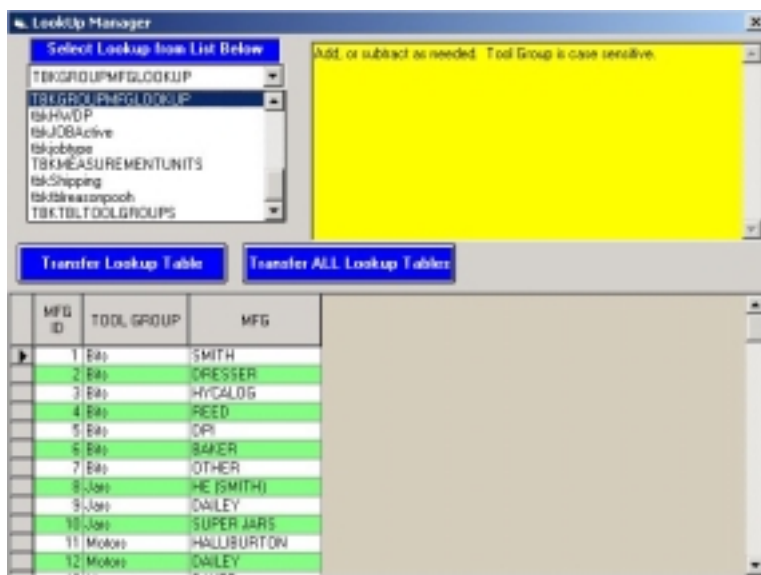 LookUp Manager
Select Lookup from List Below
TBKGROUPMFGLOOKUP
TBKGROUPMFGLOOKUP
tbkHWDP
tbkJOBActive
tbkjobtype
TBKMEASUREMENTUNITS
tbkShipping
tbktblreasonpooh
TBKTBLTOOLGROUPS
Add, or subtract as needed. Tool Group is case sensitive.
Transfer Lookup Table
Transfer ALL Lookup Tables
MFG ID TOOL GROUP MFG
1 Bits SMITH
2 Bits DRESSER
3 Bits HYCALOG
4 Bits REED
5 Bits DPI
6 Bits BAKER
7 Bits OTHER
8 Jars HE (SMITH)
9 Jars DAILEY
10 Jars SUPER JARS
11 Motors HALLIBURTON
12 Motors DAILEY